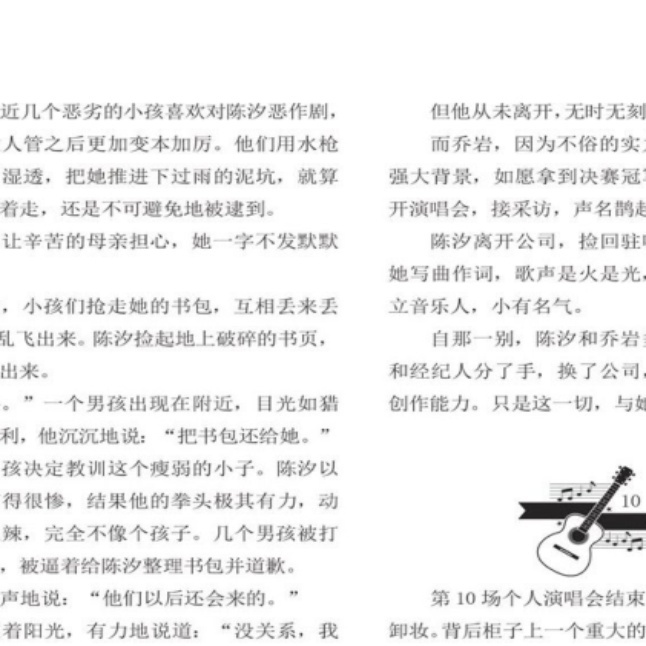 近几个恶劣的小孩喜欢对陈汐恶作剧，
人管之后更加变本加厉。他们用水枪
湿透，把她推进下过雨的泥坑，就算
着走，还是不可避免地被逮到。
让辛苦的母亲担心，她一字不发默默
，小孩们抢走她的书包，互相丢来丢
乱飞出来。陈汐捡起地上破碎的书页，
出来。
。”一个男孩出现在附近，目光如猎
利，他沉沉地说：“把书包还给她。”
孩决定教训这个瘦弱的小子。陈汐以
得很惨，结果他的拳头极其有力，动
辣，完全不像个孩子。几个男孩被打
，被逼着给陈汐整理书包并道歉。
声地说：“他们以后还会来的。”
着阳光，有力地说道：“没关系，我
但他从未离开，无时无刻
而乔岩，因为不俗的实
强大背景，如愿拿到决赛冠
开演唱会，接采访，声名鹊起
陈汐离开公司，捡回驻
她写曲作词，歌声是火是光，
立音乐人，小有名气。
自那一别，陈汐和乔岩
和经纪人分了手，换了公司，
创作能力。只是这一切，与她
10
第 10 场个人演唱会结束
卸妆。背后柜子上一个重大的